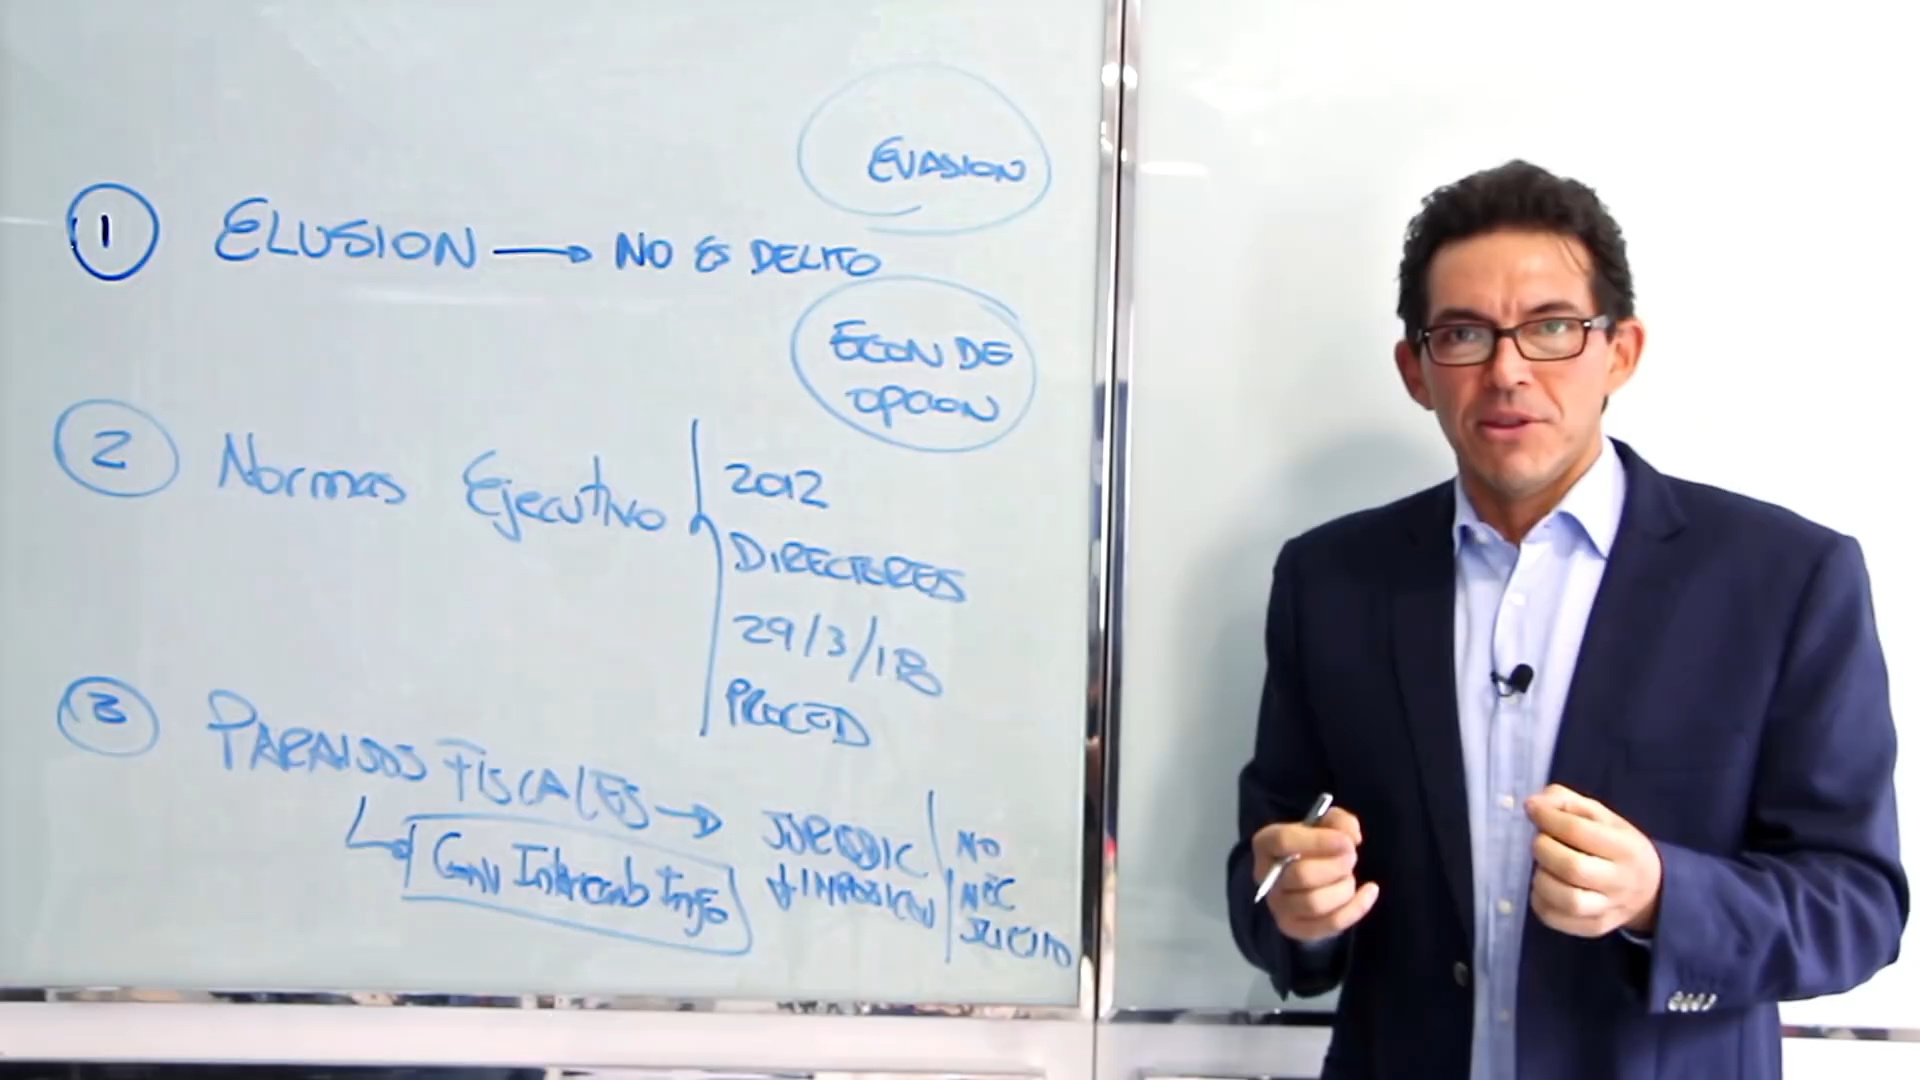 EVASION
1 ELUSION → NO ES DELITO
ECON DE
OPCION
2 Normas Ejecutivo
2012
DIRECTORES
29/3/18
PROCED
3 PARAISOS FISCALES → JURISDIC
↓ IMPOSICION
NO
NEC
ILICITO
Conv Intercamb Info